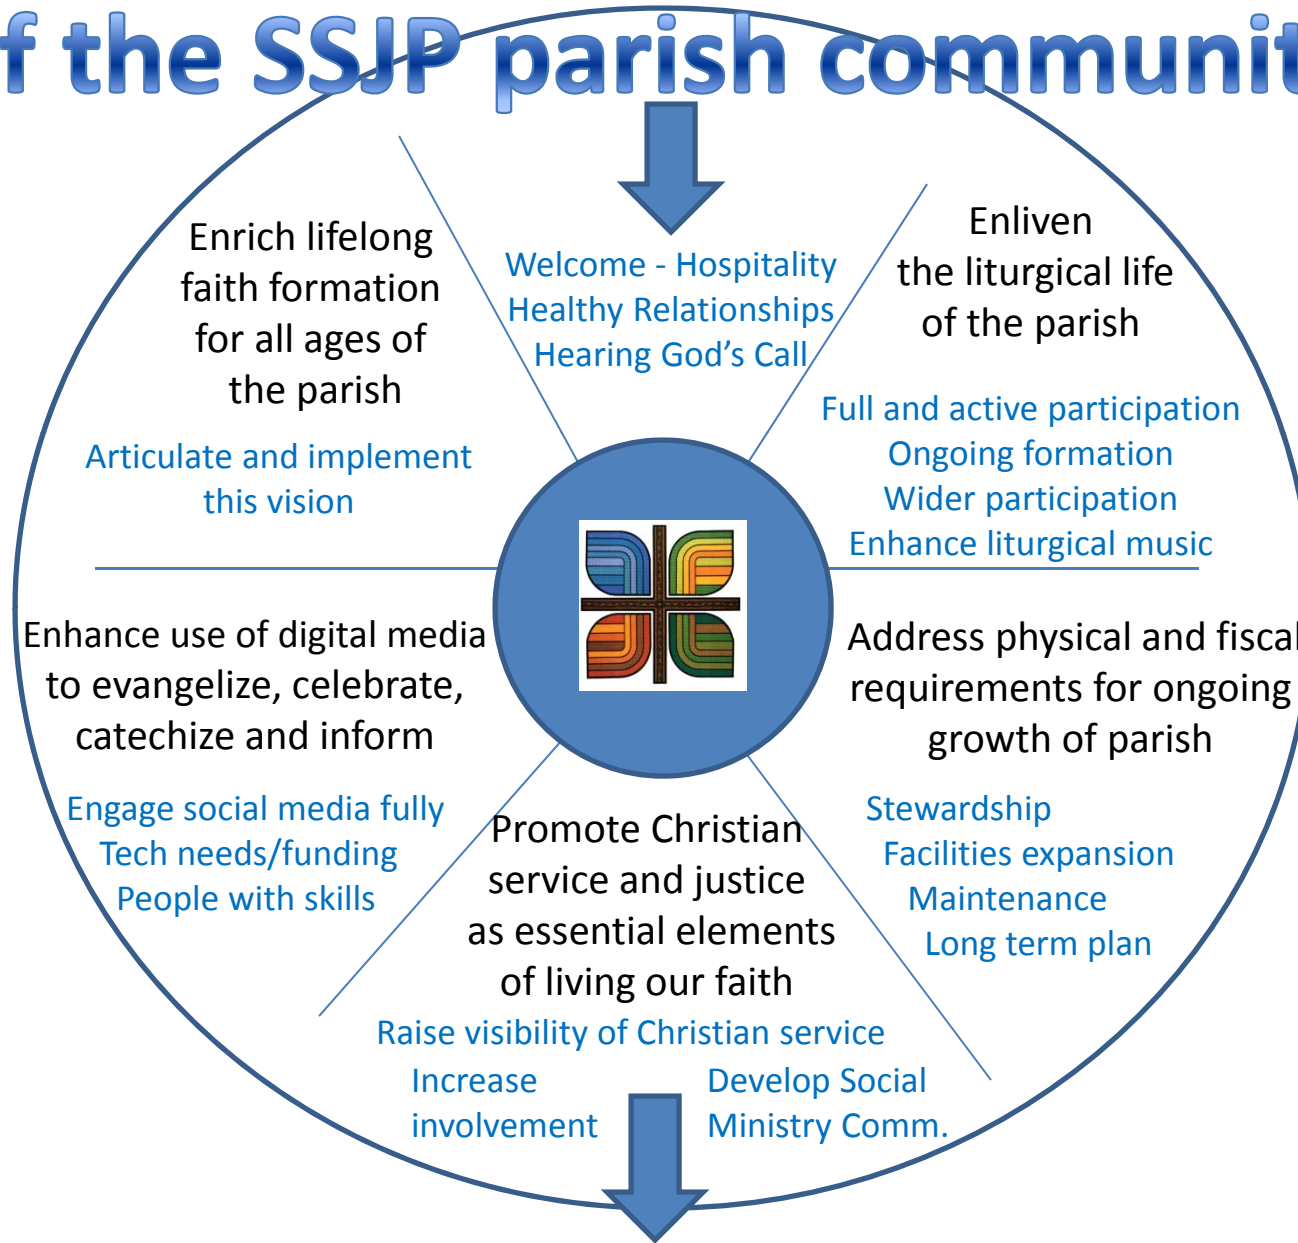 f the SSJP parish communit
Welcome - Hospitality
Healthy Relationships
Hearing God's Call
Enrich lifelong
faith formation
for all ages of
the parish
Articulate and implement
this vision
Enliven
the liturgical life
of the parish
Full and active participation
Ongoing formation
Wider participation
Enhance liturgical music
Enhance use of digital media
to evangelize, celebrate,
catechize and inform
Engage social media fully
Tech needs/funding
People with skills
Address physical and fiscal
requirements for ongoing
growth of parish
Stewardship
Facilities expansion
Maintenance
Long term plan
Promote Christian
service and justice
as essential elements
of living our faith
Raise visibility of Christian service
Increase
involvement
Develop Social
Ministry Comm.